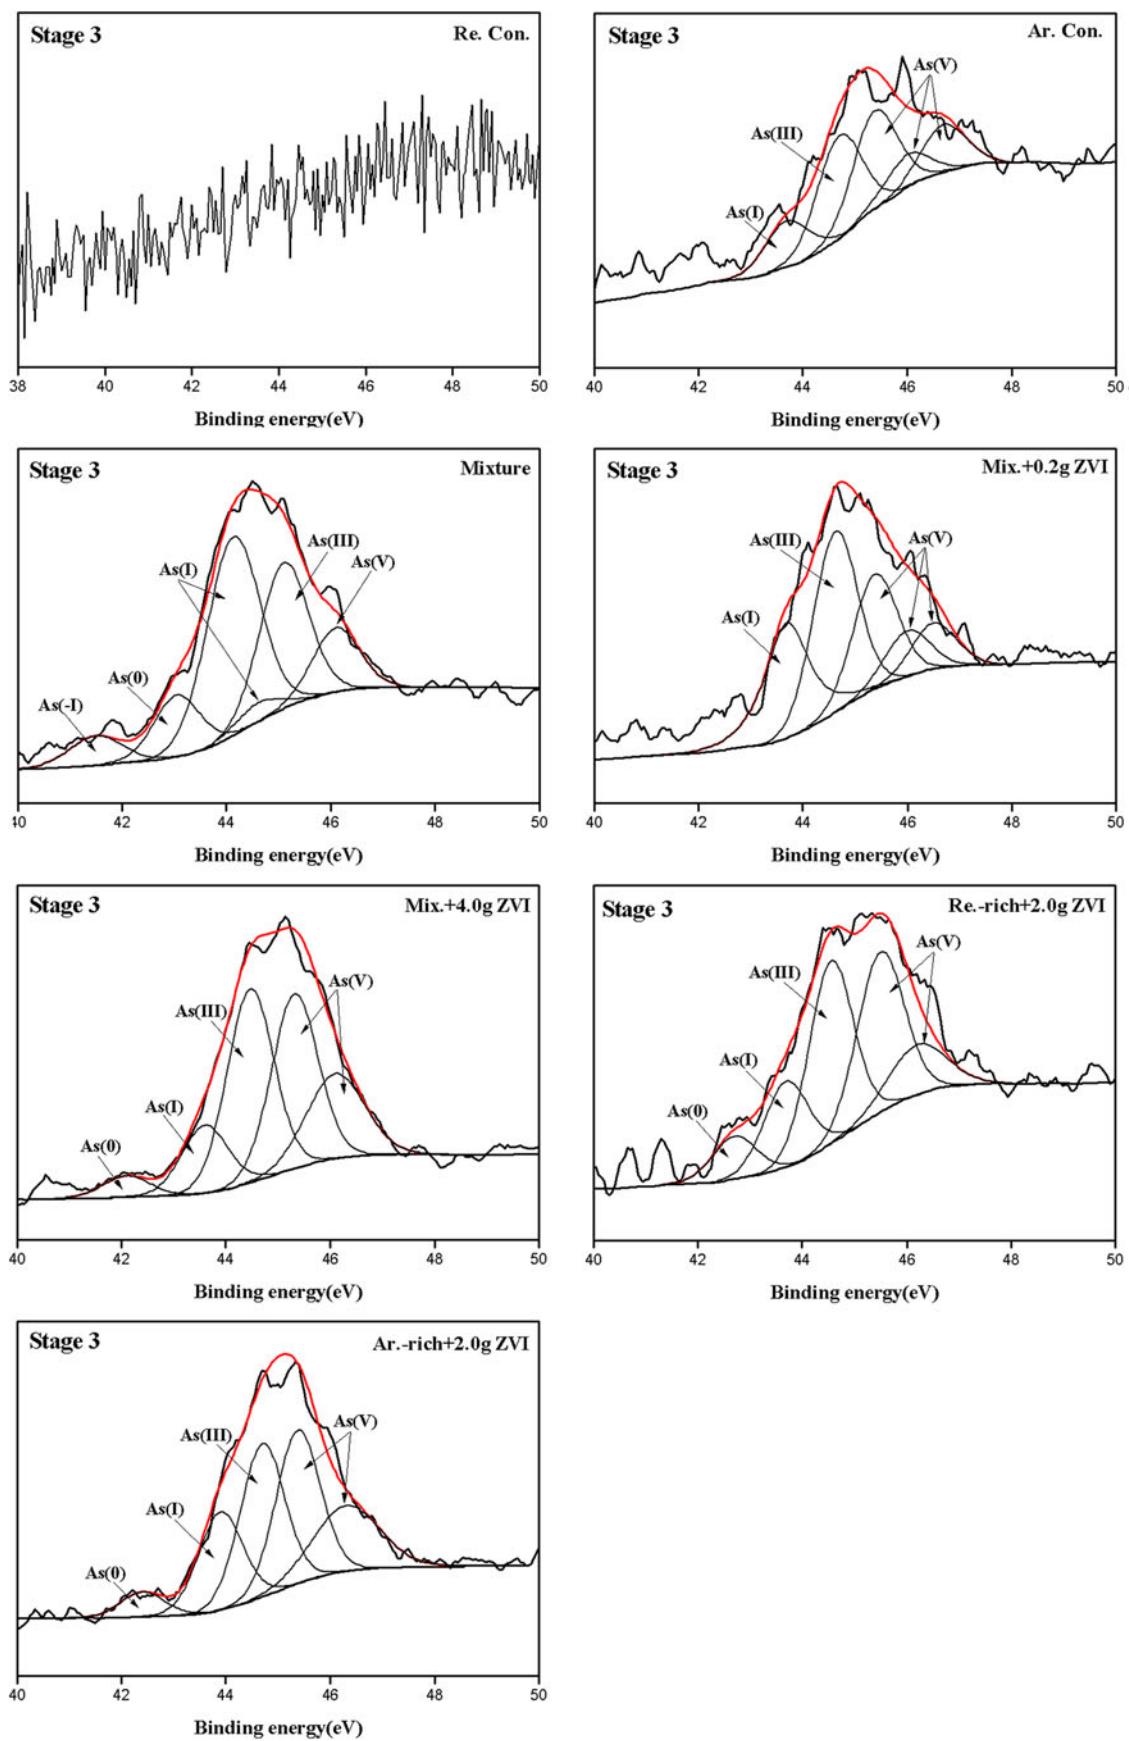 Stage 3
Re. Con.
38 40 42 44 46 48 50
Binding energy(eV)
Stage 3
Ar. Con.
As(V)
As(III)
As(I)
40 42 44 46 48 50
Binding energy(eV)
Stage 3
Mixture
As(III)
As(V)
As(I)
As(0)
As(-I)
40 42 44 46 48 50
Binding energy(eV)
Stage 3
Mix.+0.2g ZVI
As(III)
As(V)
As(I)
40 42 44 46 48 50
Binding energy(eV)
Stage 3
Mix.+4.0g ZVI
As(V)
As(III)
As(I)
As(0)
40 42 44 46 48 50
Binding energy(eV)
Stage 3
Re.-rich+2.0g ZVI
As(V)
As(III)
As(I)
As(0)
40 42 44 46 48 50
Binding energy(eV)
Stage 3
Ar.-rich+2.0g ZVI
As(V)
As(III)
As(I)
As(0)
40 42 44 46 48 50
Binding energy(eV)